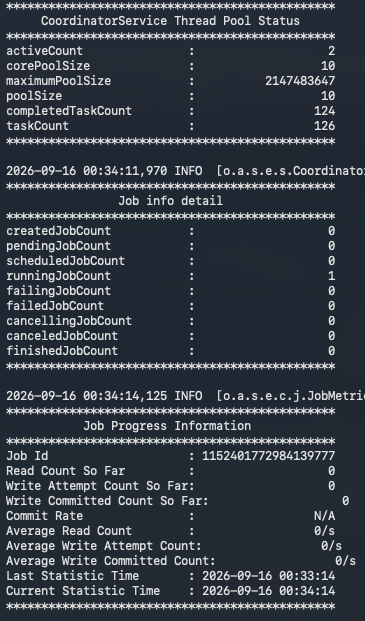 ***********************************************
CoordinatorService Thread Pool Status
***********************************************
activeCount : 2
corePoolSize : 10
maximumPoolSize : 2147483647
poolSize : 10
completedTaskCount : 124
taskCount : 126
***********************************************
2026-09-16 00:34:11,970 INFO [o.a.s.e.s.Coordinato
***********************************************
Job info detail
***********************************************
createdJobCount : 0
pendingJobCount : 0
scheduledJobCount : 0
runningJobCount : 1
failingJobCount : 0
failedJobCount : 0
cancellingJobCount : 0
canceledJobCount : 0
finishedJobCount : 0
***********************************************
2026-09-16 00:34:14,125 INFO [o.a.s.e.c.j.JobMetri
***********************************************
Job Progress Information
***********************************************
Job Id : 1152401772984139777
Read Count So Far : 0
Write Attempt Count So Far: 0
Write Committed Count So Far: 0
Commit Rate : N/A
Average Read Count : 0/s
Average Write Attempt Count: 0/s
Average Write Committed Count: 0/s
Last Statistic Time : 2026-09-16 00:33:14
Current Statistic Time : 2026-09-16 00:34:14
***********************************************